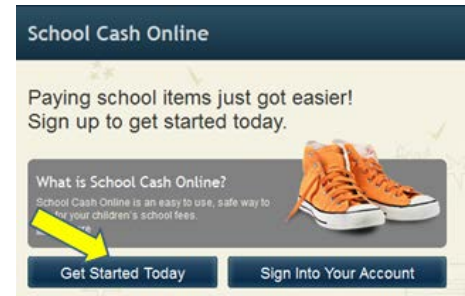 School Cash Online
Paying school items just got easier!
Sign up to get started today.
What is School Cash Online?
School Cash Online is an easy to use, safe way to
for your children's school fees.
Get Started Today
Sign Into Your Account